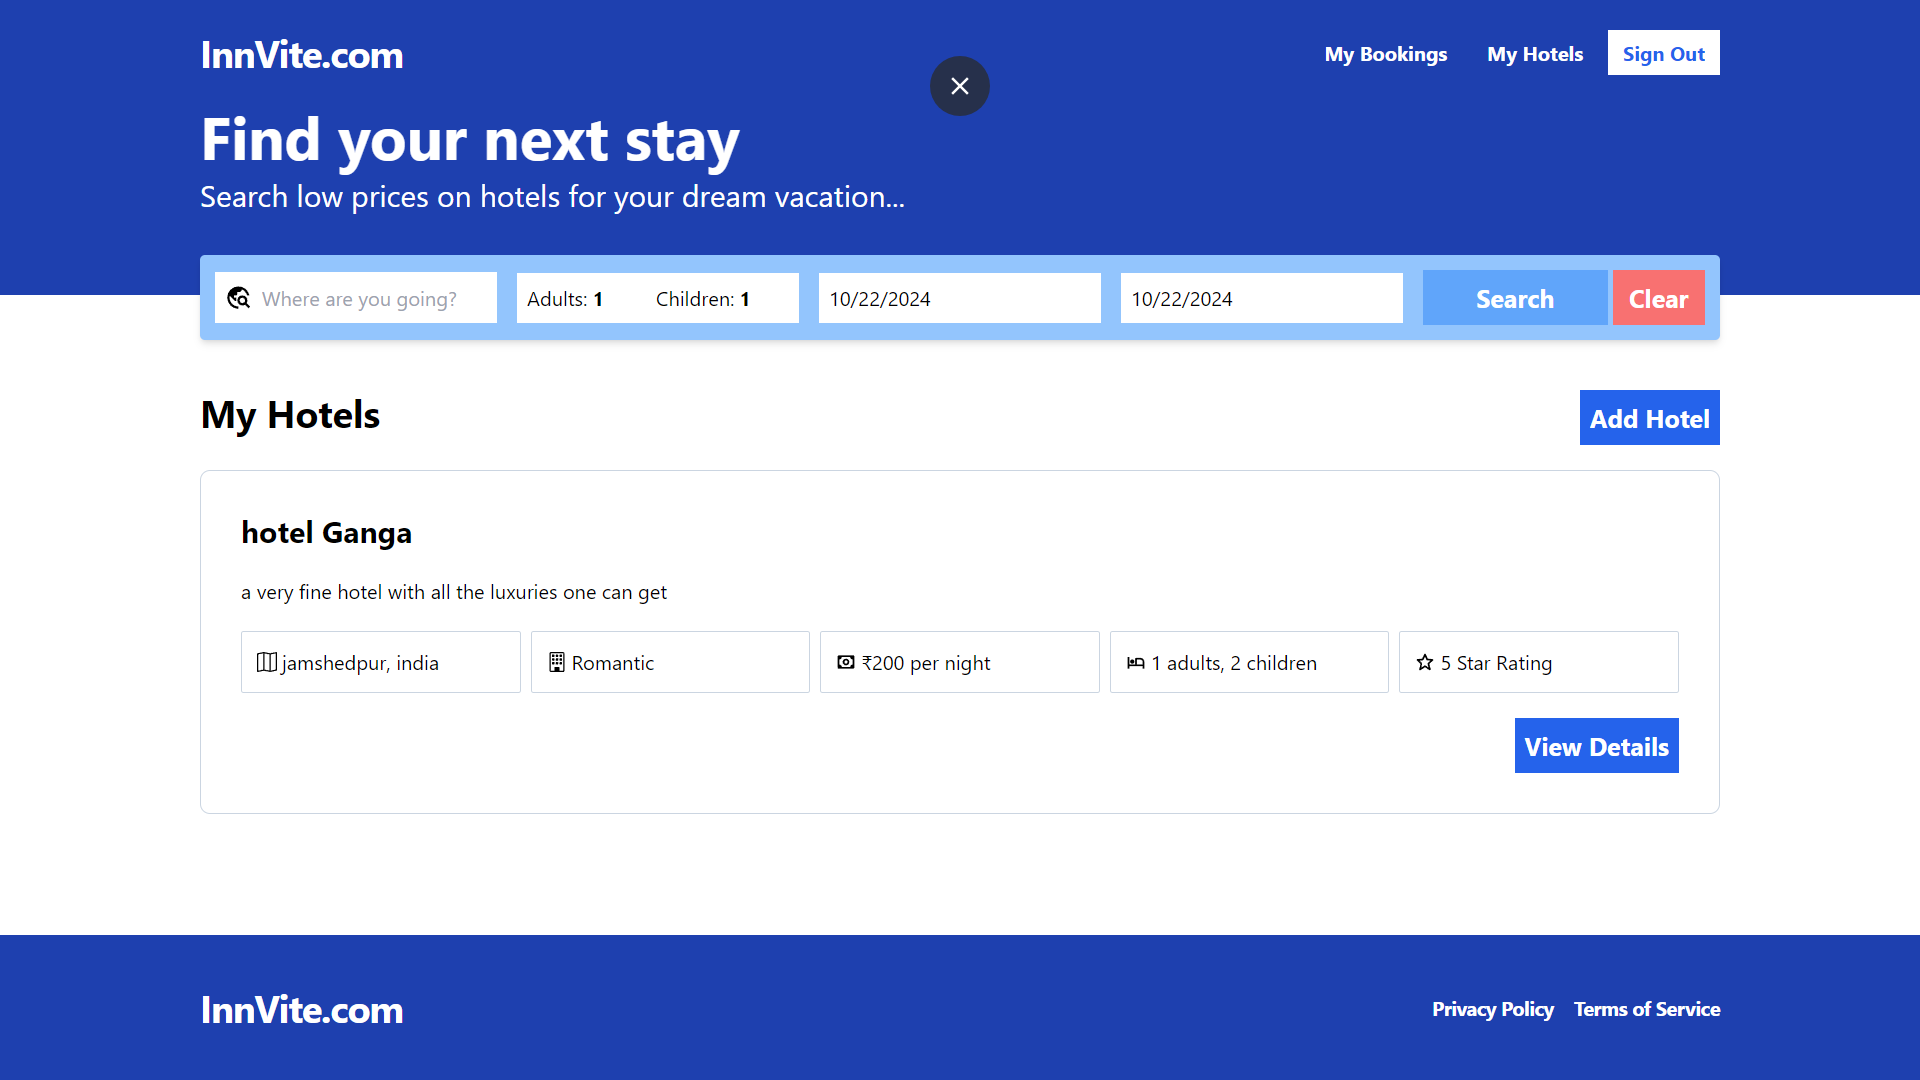 InnVite.com
My Bookings
My Hotels
Sign Out
Find your next stay
Search low prices on hotels for your dream vacation...
Where are you going?
Adults: 1
Children: 1
10/22/2024
10/22/2024
Search
Clear
My Hotels
Add Hotel
hotel Ganga
a very fine hotel with all the luxuries one can get
jamshedpur, india
Romantic
₹200 per night
1 adults, 2 children
5 Star Rating
View Details
InnVite.com
Privacy Policy
Terms of Service